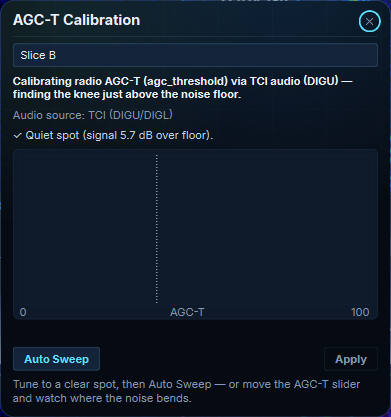 AGC-T Calibration
Slice B
Calibrating radio AGC-T (agc_threshold) via TCI audio (DIGU) —
finding the knee just above the noise floor.
Audio source: TCI (DIGU/DIGL)
✓ Quiet spot (signal 5.7 dB over floor).
0 AGC-T 100
Auto Sweep Apply
Tune to a clear spot, then Auto Sweep — or move the AGC-T slider
and watch where the noise bends.